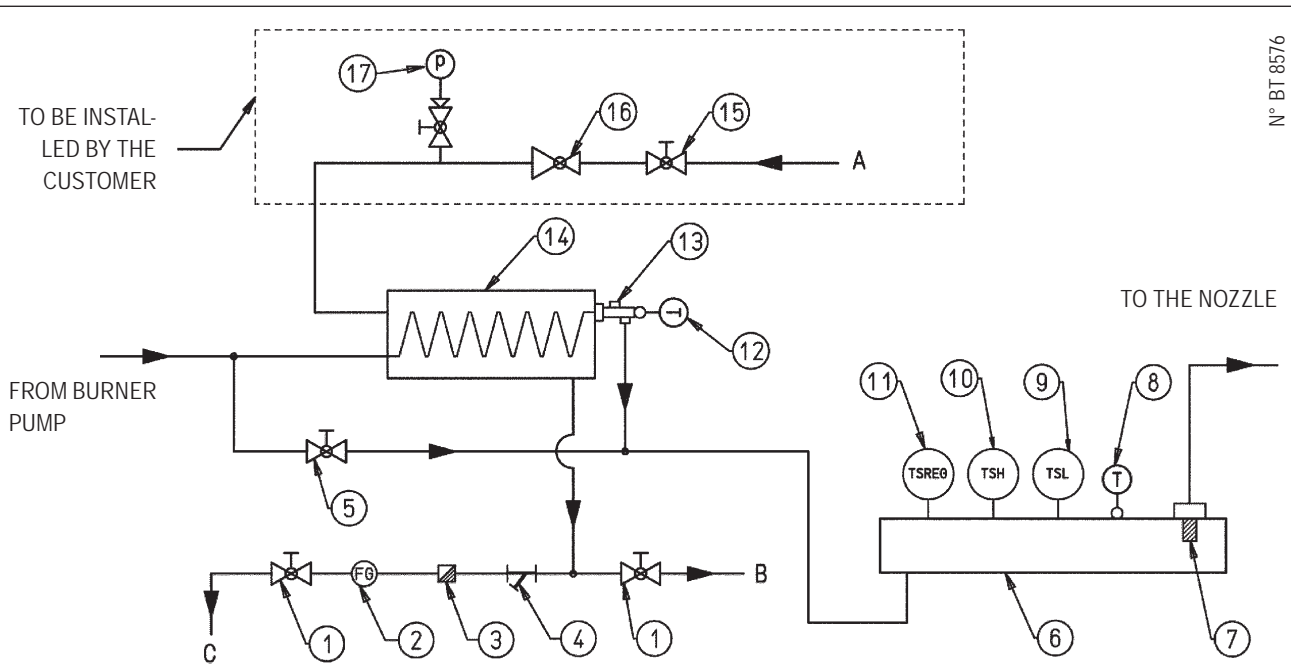 N° BT 8576
TO BE INSTAL-
LED BY THE
CUSTOMER
P
17
16
15
A
14
13
T
12
TO THE NOZZLE
FROM BURNER
PUMP
11
10
9
8
TSREG
TSH
TSL
T
5
FG
B
C
1
2
3
4
1
6
7